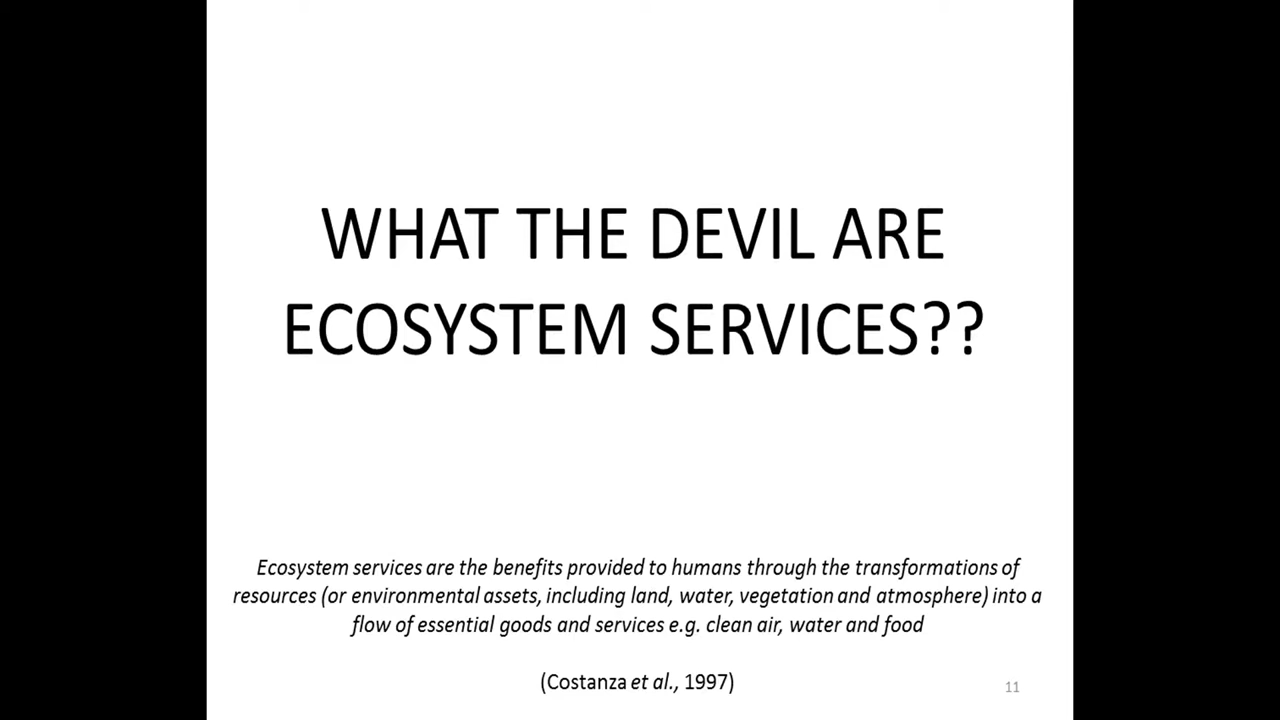 WHAT THE DEVIL ARE
ECOSYSTEM SERVICES??
Ecosystem services are the benefits provided to humans through the transformations of
resources (or environmental assets, including land, water, vegetation and atmosphere) into a
flow of essential goods and services e.g. clean air, water and food
(Costanza et al., 1997)
11